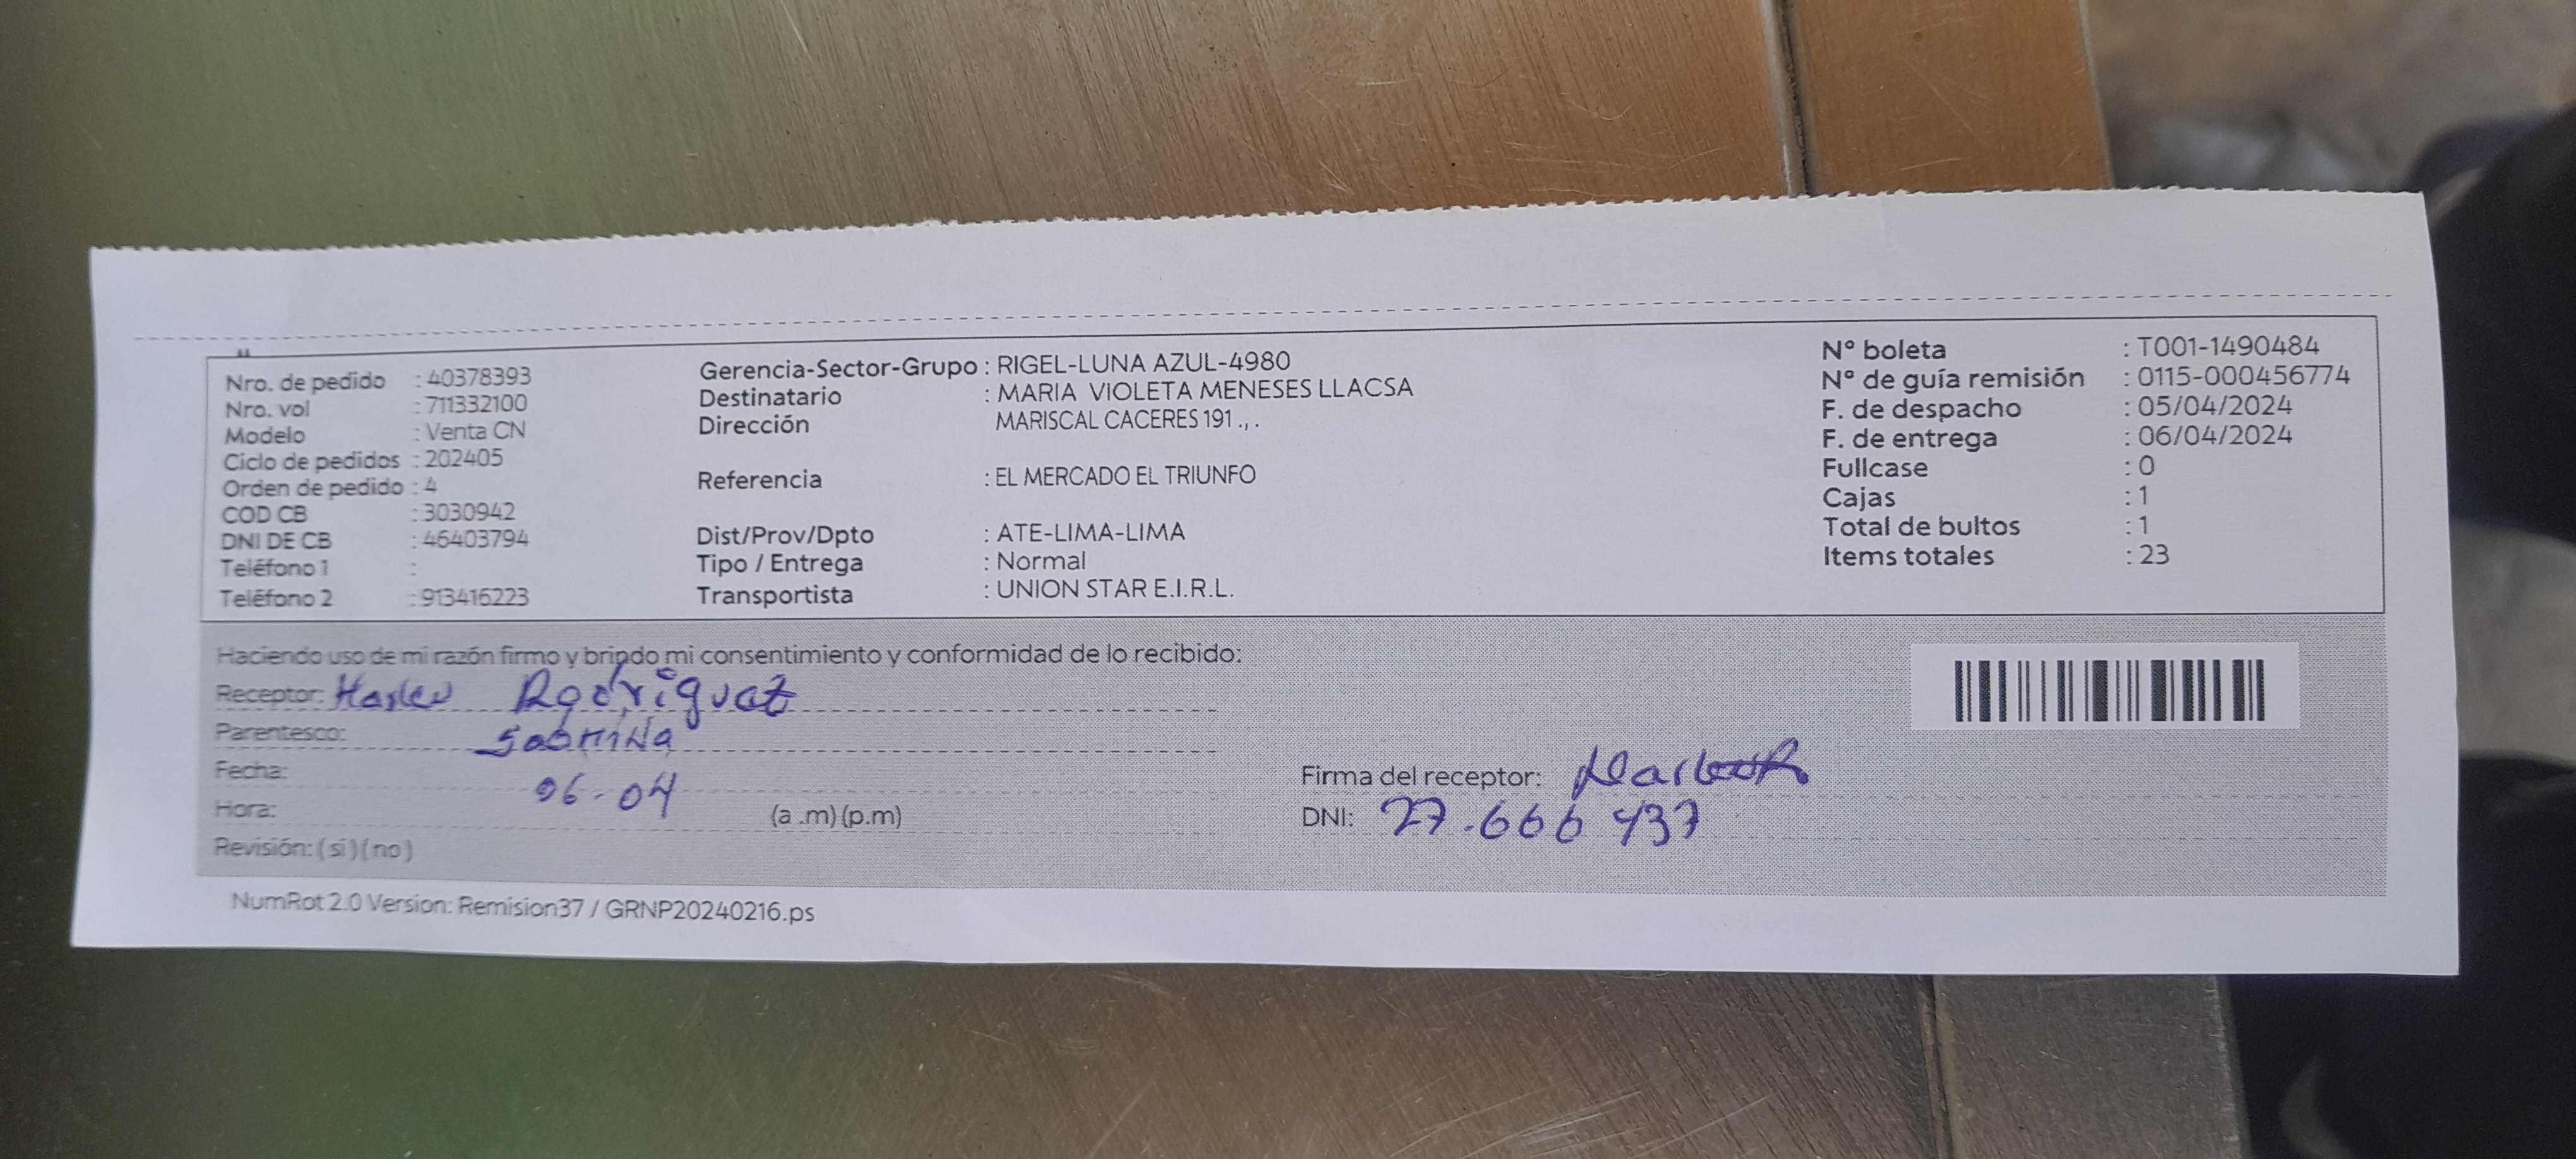 Nro. de pedido : 40378393
Nro. vol : 711332100
Modelo : Venta CN
Ciclo de pedidos : 202405
Orden de pedido : 4
COD CB : 3030942
DNI DE CB : 46403794
Teléfono 1 :
Teléfono 2 : 913416223
Gerencia-Sector-Grupo : RIGEL-LUNA AZUL-4980
Destinatario : MARIA VIOLETA MENESES LLACSA
Dirección MARISCAL CACERES 191 ., .
Referencia : EL MERCADO EL TRIUNFO
Dist/Prov/Dpto : ATE-LIMA-LIMA
Tipo / Entrega : Normal
Transportista : UNION STAR E.I.R.L.
Nº boleta : T001-1490484
Nº de guía remisión : 0115-000456774
F. de despacho : 05/04/2024
F. de entrega : 06/04/2024
Fullcase : 0
Cajas : 1
Total de bultos : 1
Items totales : 23
Haciendo uso de mi razón firmo y brindo mi consentimiento y conformidad de lo recibido:
Receptor: Rodriguez
Parentesco: Sobrina
Fecha: 06-04
Hora: (a .m) (p.m)
Revisión: ( si ) ( no )
Firma del receptor:
DNI: 27.666 437
NumRot 2.0 Version: Remision37 / GRNP20240216.ps